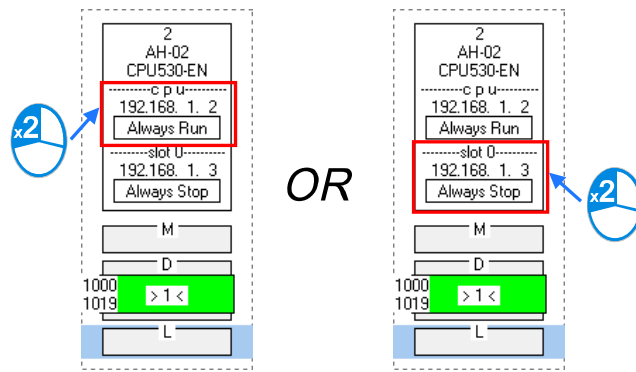 2
AH-02
CPU530-EN
--------c p u--------
192.168. 1. 2
Always Run
--------slot 0--------
192.168. 1. 3
Always Stop
M
D
1000
1019
> 1 <
L
x2
OR
2
AH-02
CPU530-EN
--------c p u--------
192.168. 1. 2
Always Run
--------slot 0--------
192.168. 1. 3
Always Stop
M
D
1000
1019
> 1 <
L
x2